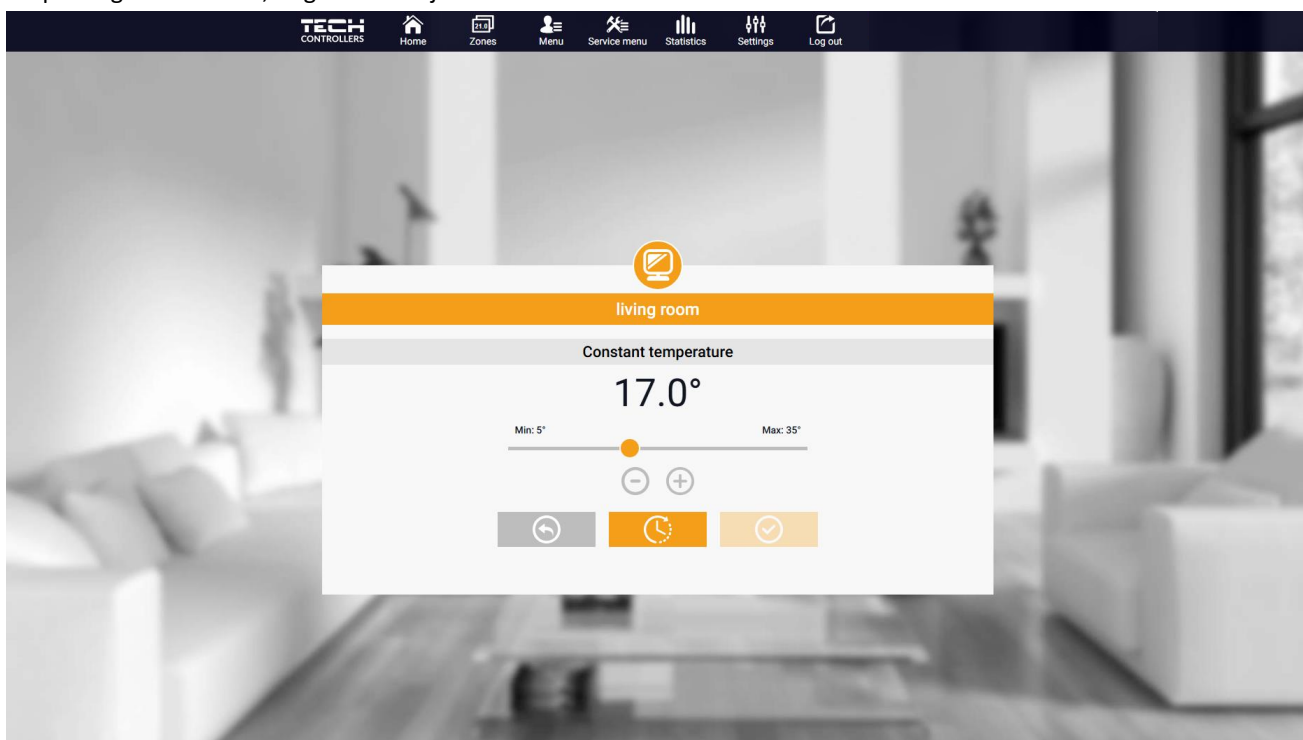 TECH
CONTROLLERS
Home
21.0
Zones
Menu
Service menu
Statistics
Settings
Log out
living room
Constant temperature
17.0°
Min: 5°
Max: 35°